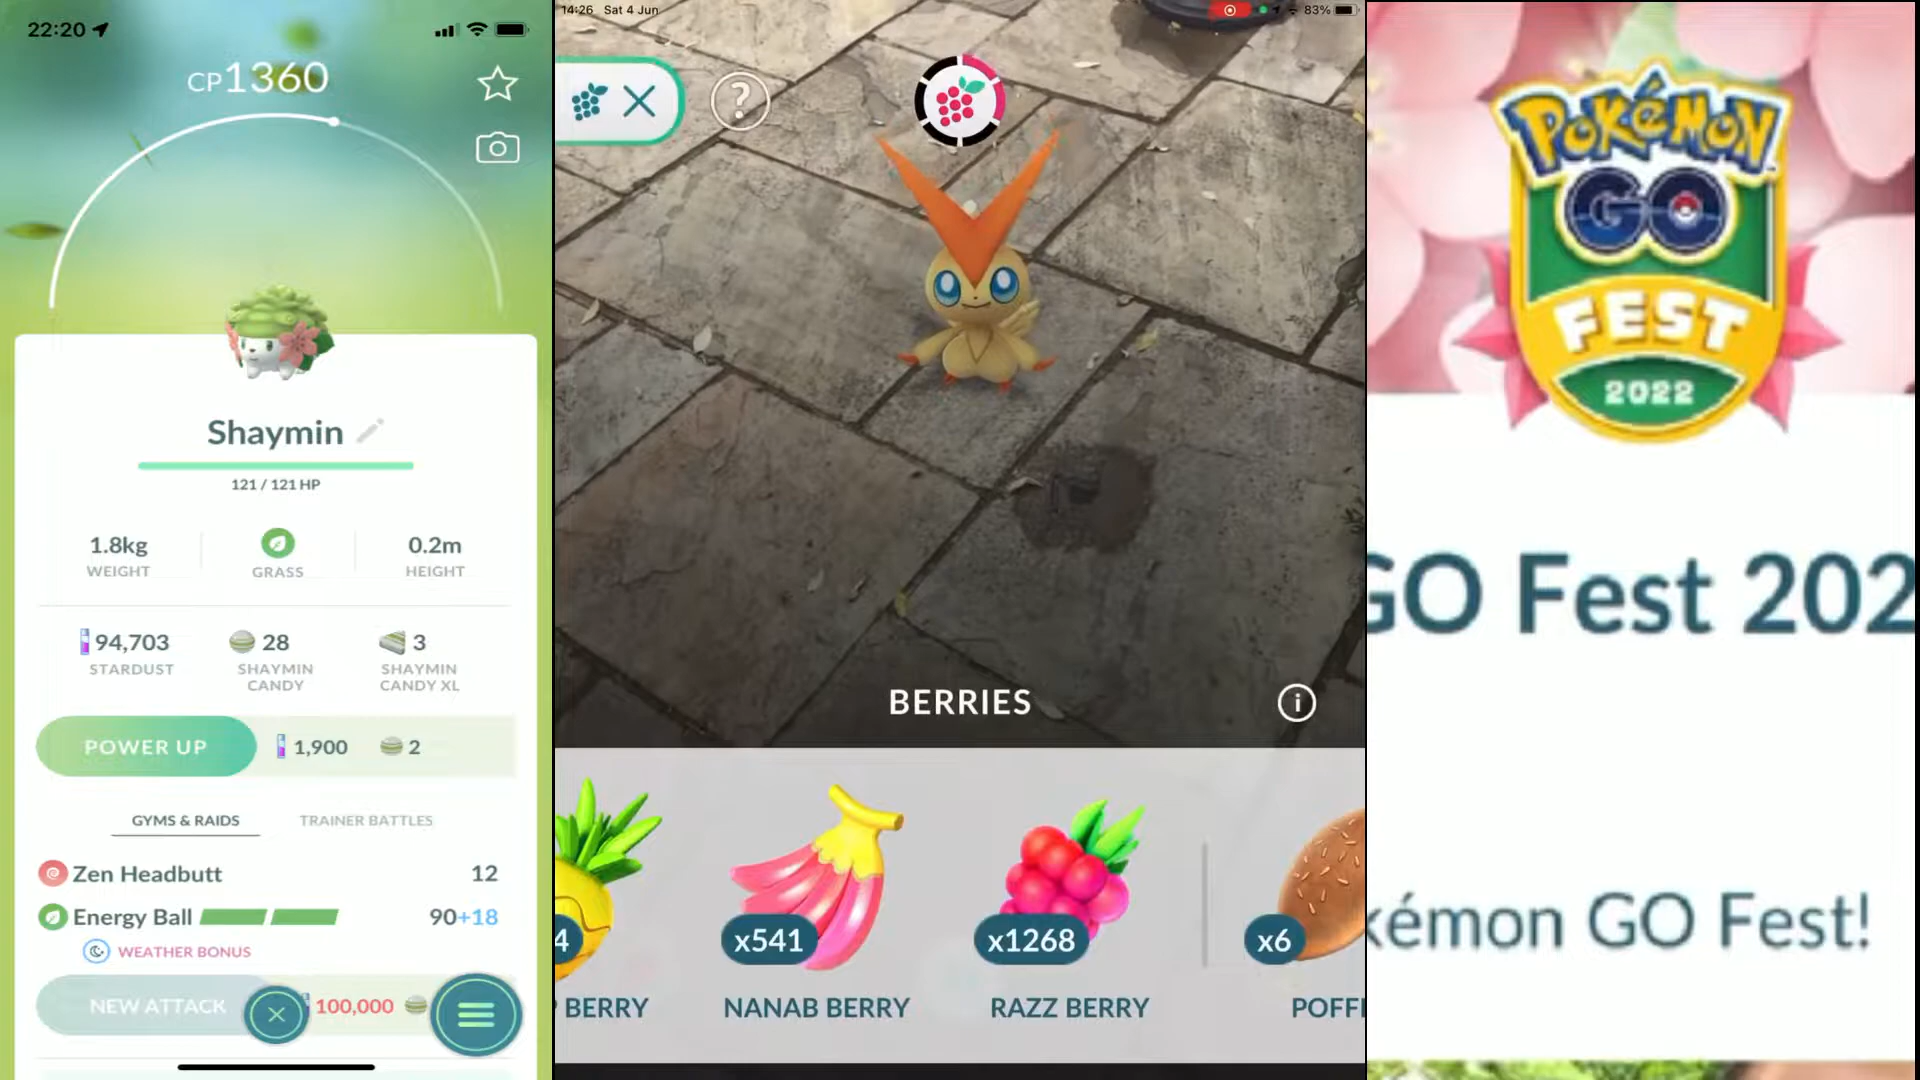 22:20
CP1360
Shaymin
121 / 121 HP
1.8kg
WEIGHT
GRASS
0.2m
HEIGHT
94,703
STARDUST
28
SHAYMIN
CANDY
3
SHAYMIN
CANDY XL
POWER UP
1,900
2
GYMS & RAIDS
TRAINER BATTLES
Zen Headbutt
12
Energy Ball
90+18
WEATHER BONUS
NEW ATTACK
100,000
14:26 Sat 4 Jun
83%
?
BERRIES
i
4
x541
x1268
x6
BERRY
NANAB BERRY
RAZZ BERRY
POFF
POKéMON
GO
FEST
2022
GO Fest 202
kémon GO Fest!